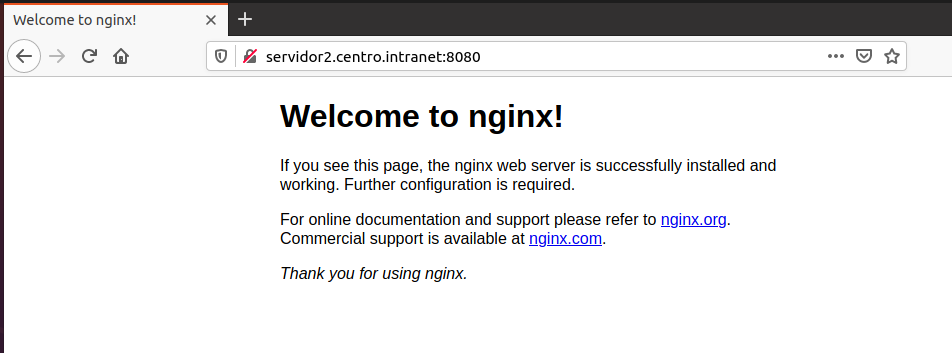 Welcome to nginx!
servidor2.centro.intranet:8080
Welcome to nginx!
If you see this page, the nginx web server is successfully installed and
working. Further configuration is required.
For online documentation and support please refer to nginx.org.
Commercial support is available at nginx.com.
Thank you for using nginx.